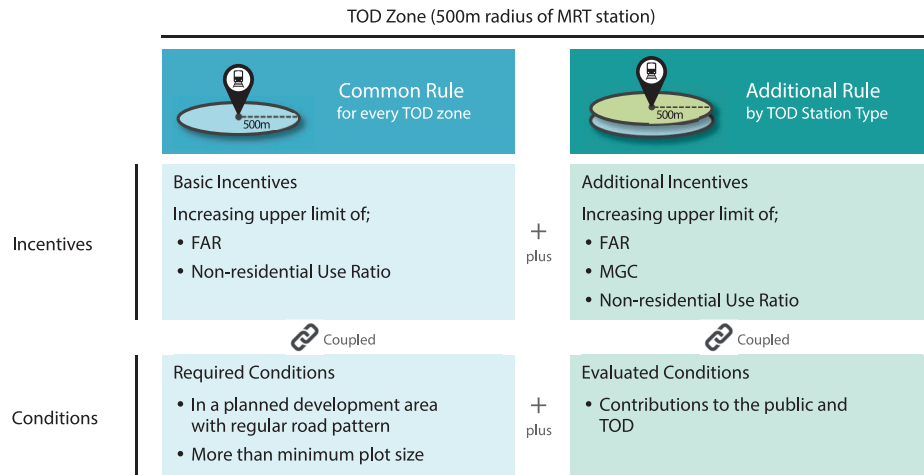 TOD Zone (500m radius of MRT station)
500m
Common Rule
for every TOD zone
500m
Additional Rule
by TOD Station Type
Incentives
Basic Incentives
Increasing upper limit of;
• FAR
• Non-residential Use Ratio
+
plus
Additional Incentives
Increasing upper limit of;
• FAR
• MGC
• Non-residential Use Ratio
Coupled
Coupled
Conditions
Required Conditions
• In a planned development area
with regular road pattern
• More than minimum plot size
+
plus
Evaluated Conditions
• Contributions to the public and
TOD